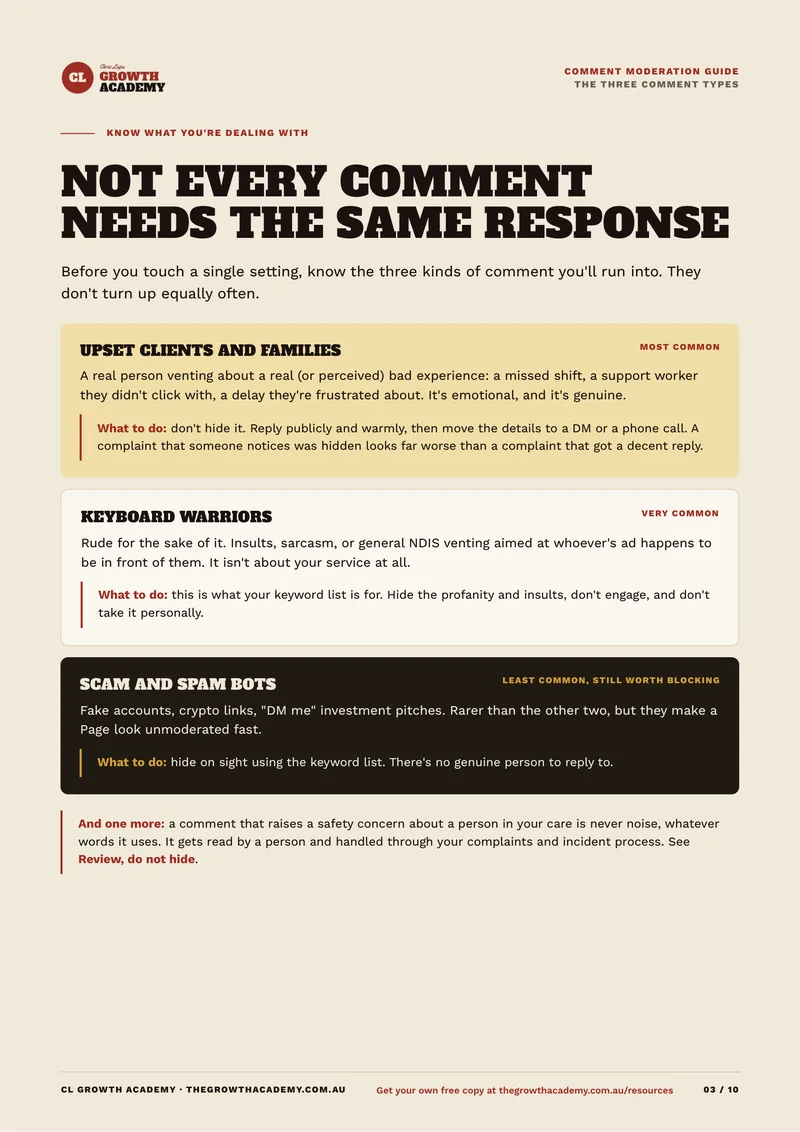 CL
Chris Lapa
GROWTH
ACADEMY
COMMENT MODERATION GUIDE
THE THREE COMMENT TYPES
KNOW WHAT YOU'RE DEALING WITH
NOT EVERY COMMENT
NEEDS THE SAME RESPONSE
Before you touch a single setting, know the three kinds of comment you'll run into. They
don't turn up equally often.
UPSET CLIENTS AND FAMILIES
MOST COMMON
A real person venting about a real (or perceived) bad experience: a missed shift, a support worker
they didn't click with, a delay they're frustrated about. It's emotional, and it's genuine.
What to do: don't hide it. Reply publicly and warmly, then move the details to a DM or a phone call. A
complaint that someone notices was hidden looks far worse than a complaint that got a decent reply.
KEYBOARD WARRIORS
VERY COMMON
Rude for the sake of it. Insults, sarcasm, or general NDIS venting aimed at whoever's ad happens to
be in front of them. It isn't about your service at all.
What to do: this is what your keyword list is for. Hide the profanity and insults, don't engage, and don't
take it personally.
SCAM AND SPAM BOTS
LEAST COMMON, STILL WORTH BLOCKING
Fake accounts, crypto links, "DM me" investment pitches. Rarer than the other two, but they make a
Page look unmoderated fast.
What to do: hide on sight using the keyword list. There's no genuine person to reply to.
And one more: a comment that raises a safety concern about a person in your care is never noise, whatever
words it uses. It gets read by a person and handled through your complaints and incident process. See
Review, do not hide.
CL GROWTH ACADEMY · THEGROWTHACADEMY.COM.AU
Get your own free copy at thegrowthacademy.com.au/resources
03 / 10